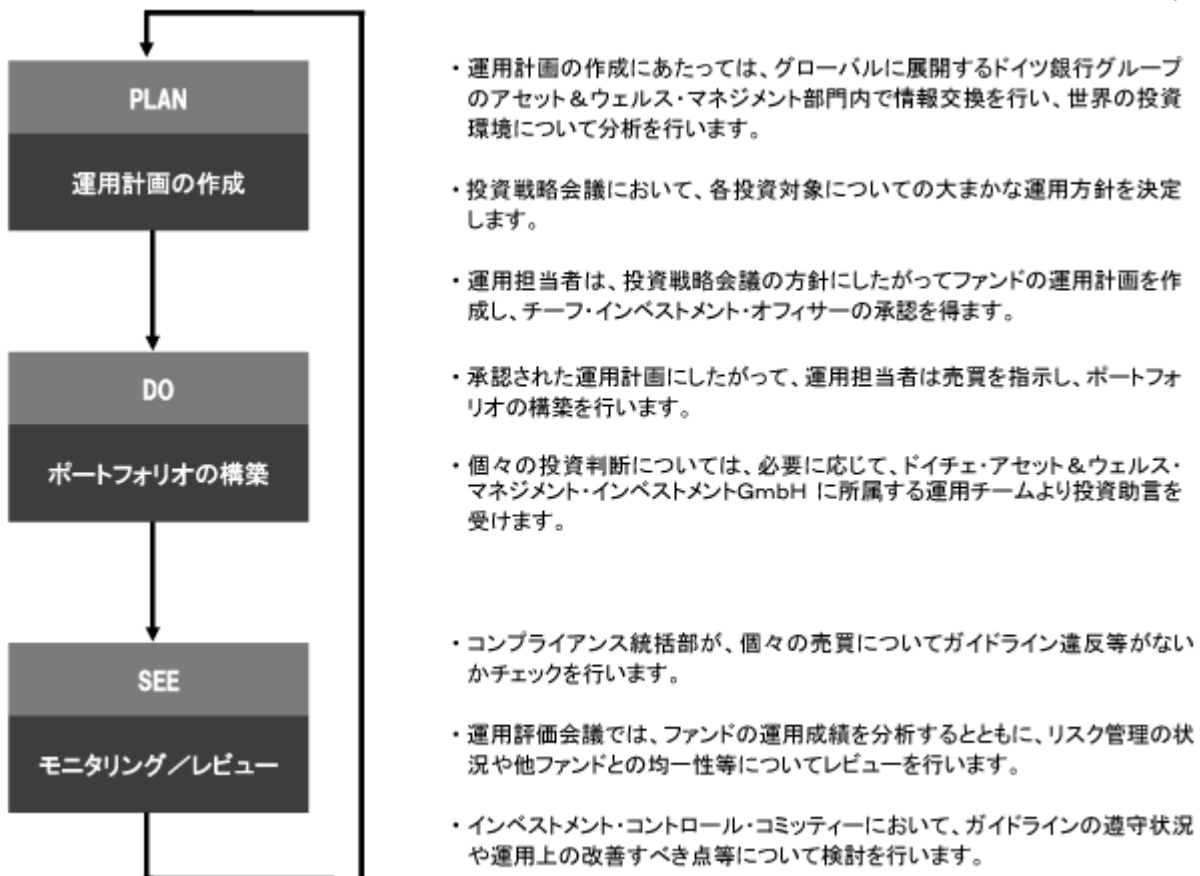 PLAN
運用計画の作成
・運用計画の作成にあたっては、グローバルに展開するドイツ銀行グループ
のアセット＆ウェルス・マネジメント部門内で情報交換を行い、世界の投資
環境について分析を行います。
・投資戦略会議において、各投資対象についての大まかな運用方針を決定
します。
・運用担当者は、投資戦略会議の方針にしたがってファンドの運用計画を作
成し、チーフ・インベストメント・オフィサーの承認を得ます。
DO
ポートフォリオの構築
・承認された運用計画にしたがって、運用担当者は売買を指示し、ポートフォ
リオの構築を行います。
・個々の投資判断については、必要に応じて、ドイチェ・アセット＆ウェルス・
マネジメント・インベストメントGmbH に所属する運用チームより投資助言を
受けます。
SEE
モニタリング／レビュー
・コンプライアンス統括部が、個々の売買についてガイドライン違反等がない
かチェックを行います。
・運用評価会議では、ファンドの運用成績を分析するとともに、リスク管理の状
況や他ファンドとの均一性等についてレビューを行います。
・インベストメント・コントロール・コミッティーにおいて、ガイドラインの遵守状況
や運用上の改善すべき点等について検討を行います。